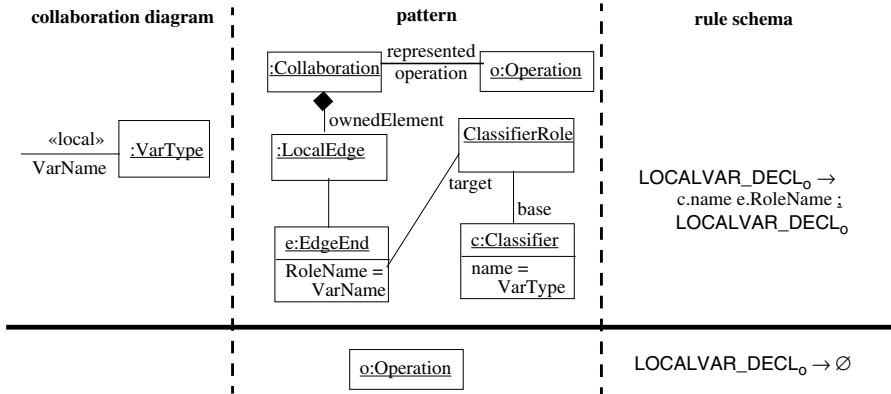 collaboration diagram
pattern
rule schema
:Collaboration
represented
operation
o:Operation
ownedElement
«local»
VarName
:VarType
:LocalEdge
ClassifierRole
target
base
e:EdgeEnd
RoleName =
VarName
c:Classifier
name =
VarType
LOCALVAR_DECLo →
c.name e.RoleName ;
LOCALVAR_DECLo
o:Operation
LOCALVAR_DECLo → ∅